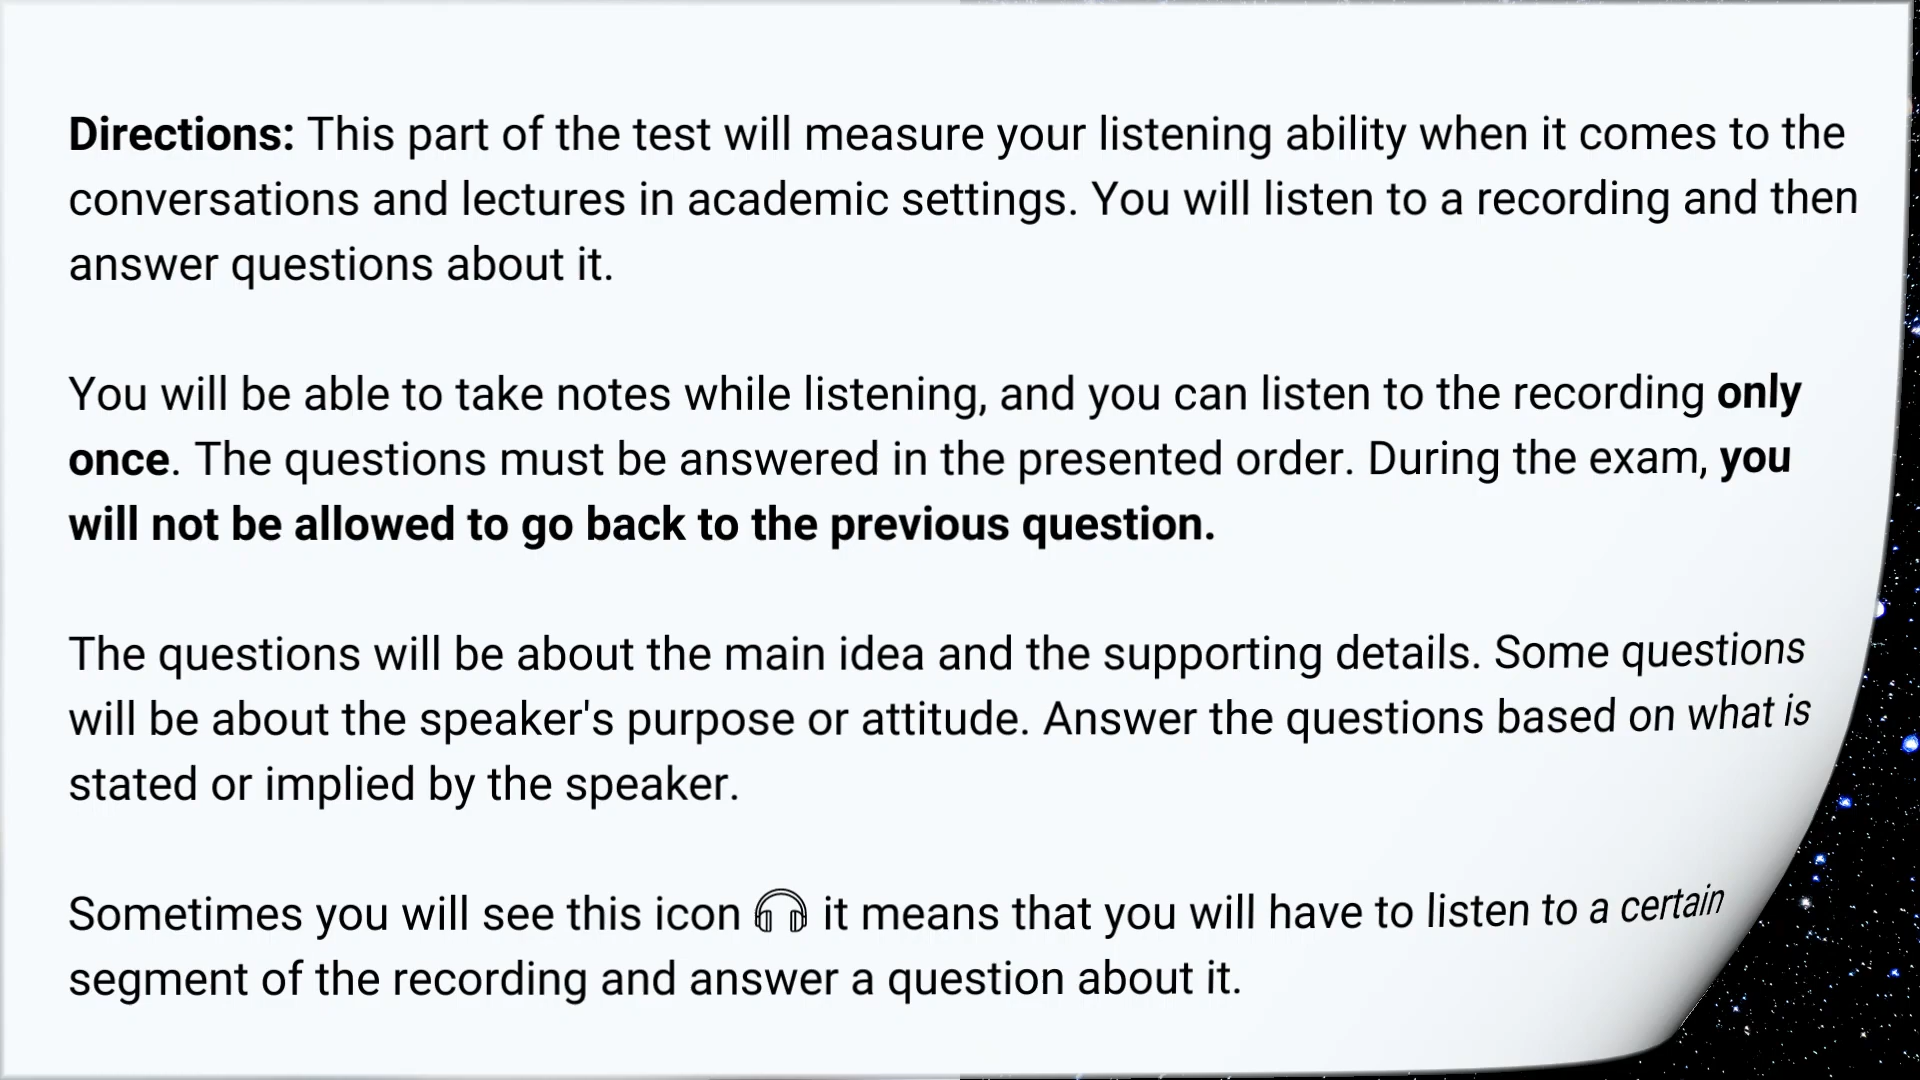 Directions: This part of the test will measure your listening ability when it comes to the
conversations and lectures in academic settings. You will listen to a recording and then
answer questions about it.
You will be able to take notes while listening, and you can listen to the recording only
once. The questions must be answered in the presented order. During the exam, you
will not be allowed to go back to the previous question.
The questions will be about the main idea and the supporting details. Some questions
will be about the speaker's purpose or attitude. Answer the questions based on what is
stated or implied by the speaker.
Sometimes you will see this icon it means that you will have to listen to a certain
segment of the recording and answer a question about it.